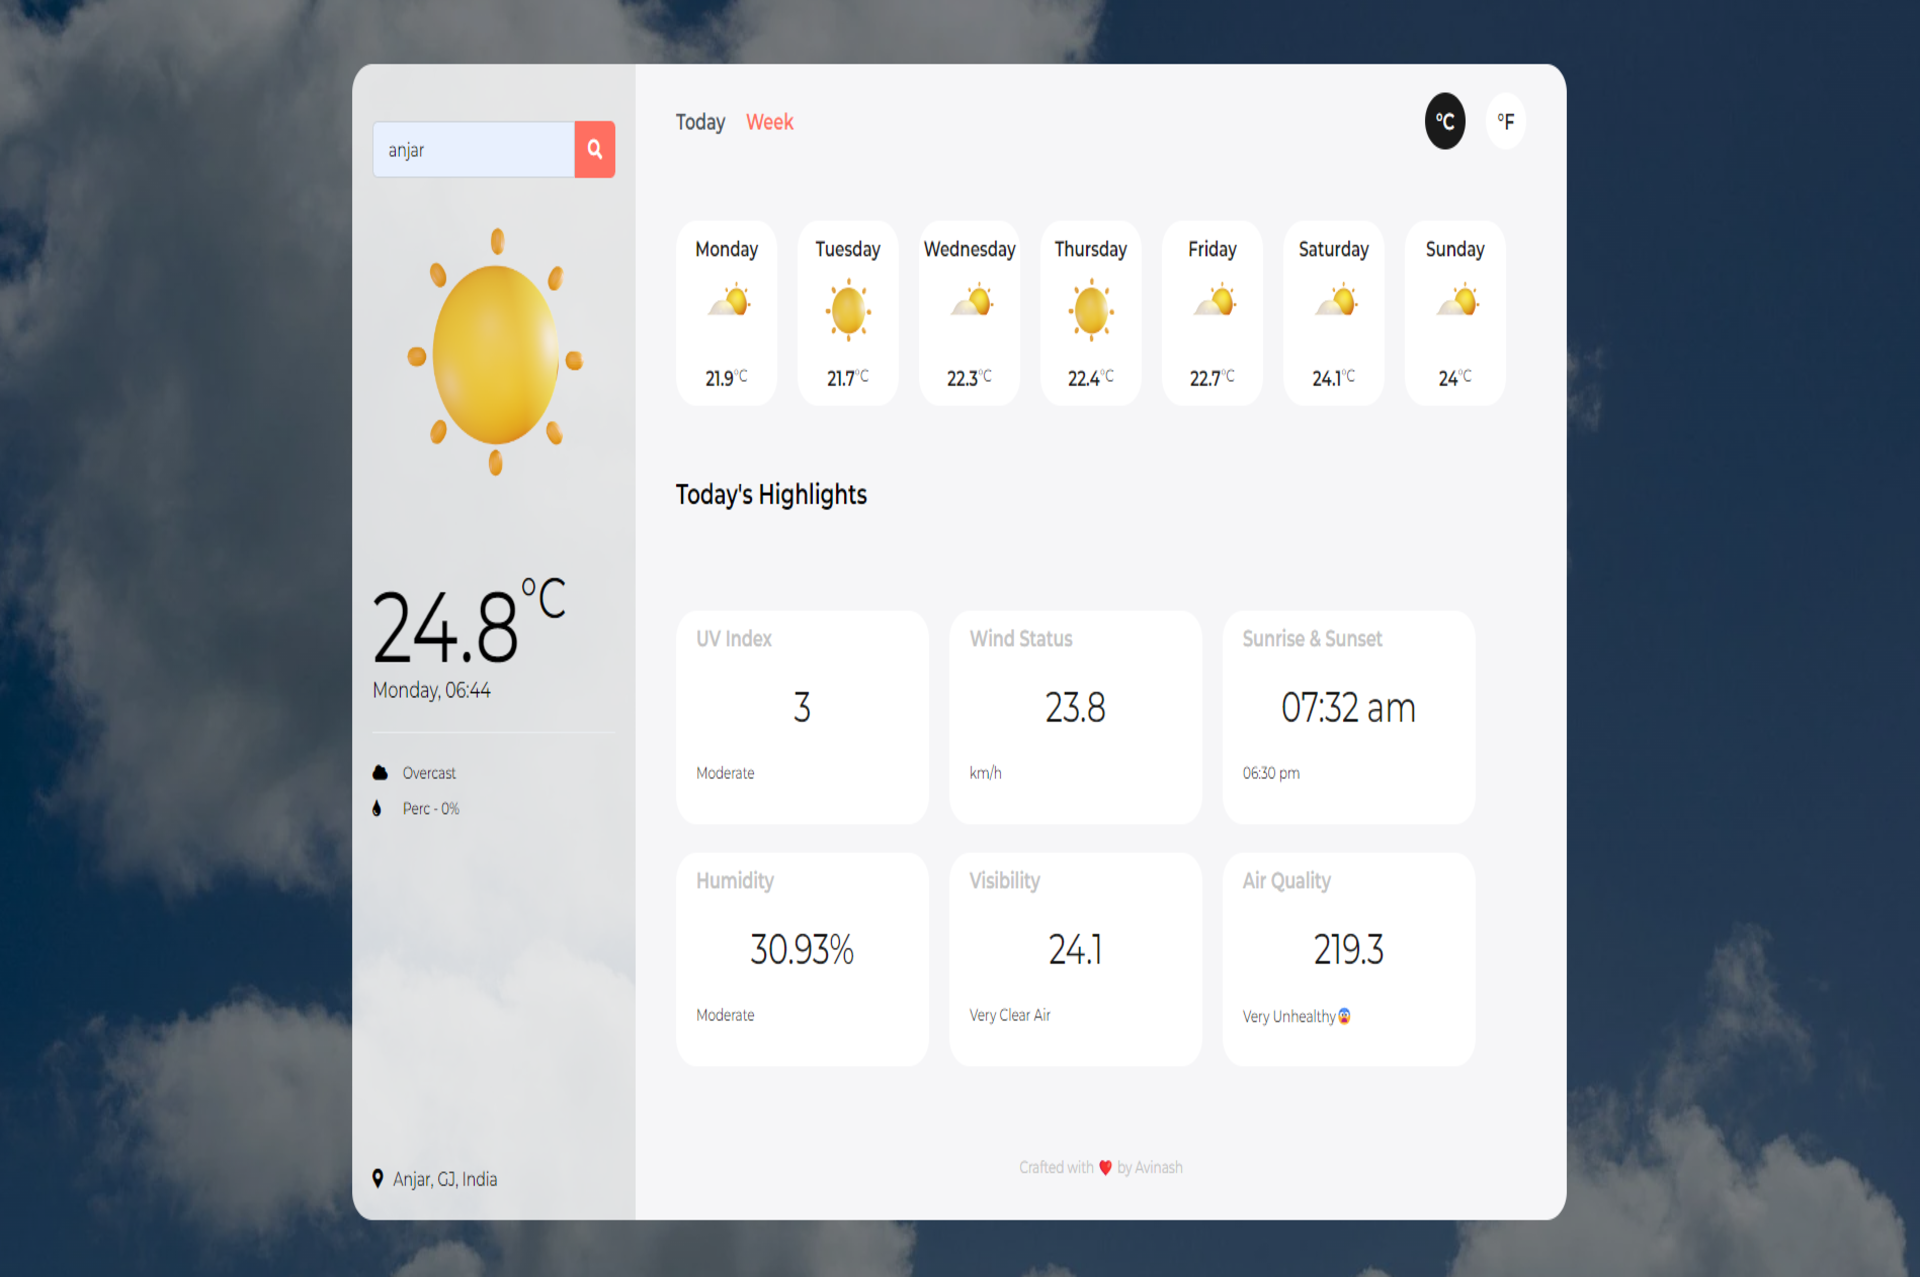 anjar
24.8°C
Monday, 06:44
Overcast
Perc - 0%
Anjar, GJ, India
Today Week
°C °F
Monday Tuesday Wednesday Thursday Friday Saturday Sunday
21.9°C 21.7°C 22.3°C 22.4°C 22.7°C 24.1°C 24°C
Today's Highlights
UV Index
3
Moderate
Wind Status
23.8
km/h
Sunrise & Sunset
07:32 am
06:30 pm
Humidity
30.93%
Moderate
Visibility
24.1
Very Clear Air
Air Quality
219.3
Very Unhealthy😨
Crafted with ❤️ by Avinash